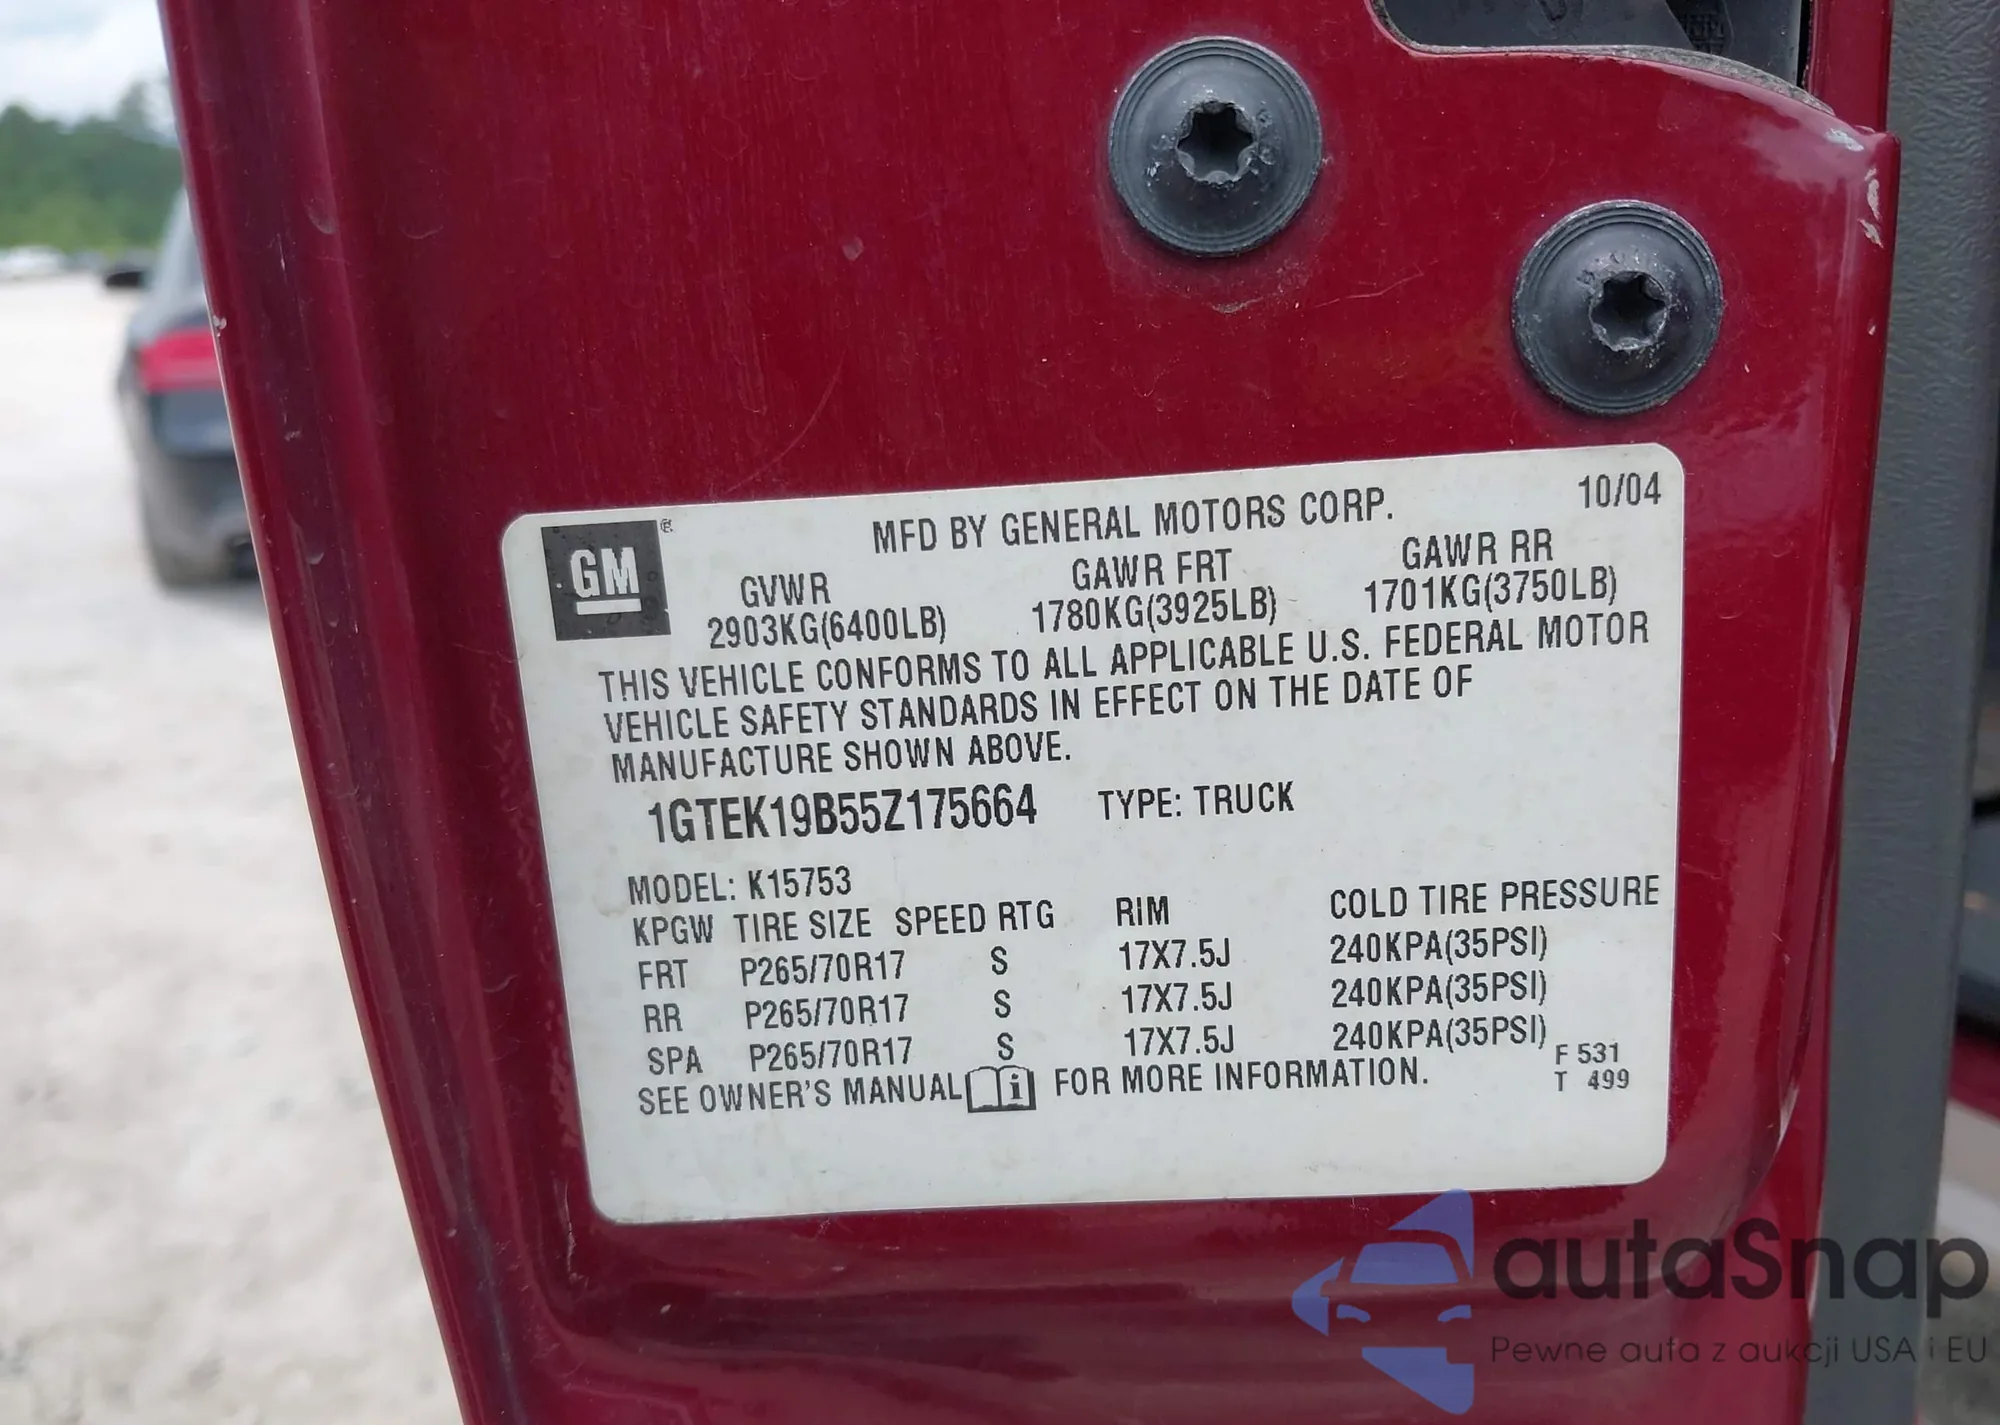 GM
MFD BY GENERAL MOTORS CORP. 10/04
GVWR GAWR FRT GAWR RR
2903KG(6400LB) 1780KG(3925LB) 1701KG(3750LB)
THIS VEHICLE CONFORMS TO ALL APPLICABLE U.S. FEDERAL MOTOR
VEHICLE SAFETY STANDARDS IN EFFECT ON THE DATE OF
MANUFACTURE SHOWN ABOVE.
1GTEK19B55Z175664 TYPE: TRUCK
MODEL: K15753
KPGW TIRE SIZE SPEED RTG RIM COLD TIRE PRESSURE
FRT P265/70R17 S 17X7.5J 240KPA(35PSI)
RR P265/70R17 S 17X7.5J 240KPA(35PSI)
SPA P265/70R17 S 17X7.5J 240KPA(35PSI)
SEE OWNER'S MANUAL i FOR MORE INFORMATION.
F 531
T 499
autaSnap
Pewne auta z aukcji USA i EU